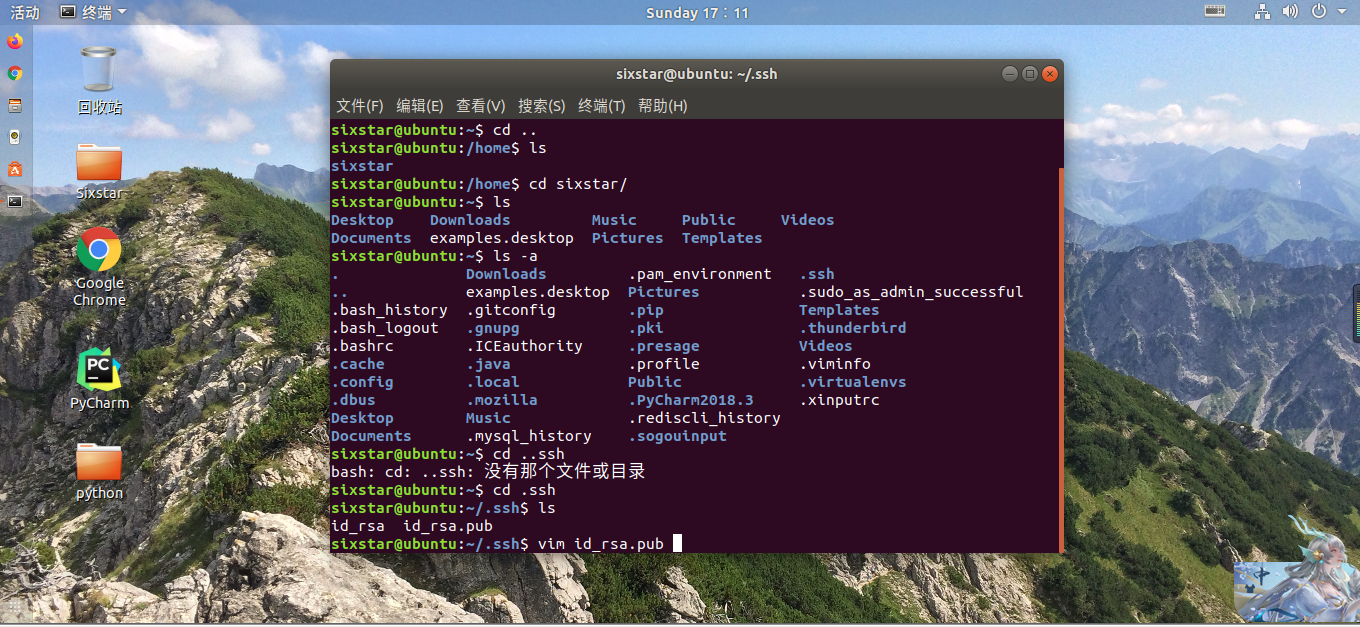 活动 终端 Sunday 17：11
回收站
Sixstar
Google
Chrome
PyCharm
python
PC
sixstar@ubuntu: ~/.ssh
文件(F) 编辑(E) 查看(V) 搜索(S) 终端(T) 帮助(H)
sixstar@ubuntu:~$ cd ..
sixstar@ubuntu:/home$ ls
sixstar
sixstar@ubuntu:/home$ cd sixstar/
sixstar@ubuntu:~$ ls
Desktop Downloads Music Public Videos
Documents examples.desktop Pictures Templates
sixstar@ubuntu:~$ ls -a
. Downloads .pam_environment .ssh
.. examples.desktop Pictures .sudo_as_admin_successful
.bash_history .gitconfig .pip Templates
.bash_logout .gnupg .pki .thunderbird
.bashrc .ICEauthority .presage Videos
.cache .java .profile .viminfo
.config .local Public .virtualenvs
.dbus .mozilla .PyCharm2018.3 .xinputrc
Desktop Music .rediscli_history
Documents .mysql_history .sogouinput
sixstar@ubuntu:~$ cd ..ssh
bash: cd: ..ssh: 没有那个文件或目录
sixstar@ubuntu:~$ cd .ssh
sixstar@ubuntu:~/.ssh$ ls
id_rsa id_rsa.pub
sixstar@ubuntu:~/.ssh$ vim id_rsa.pub
中